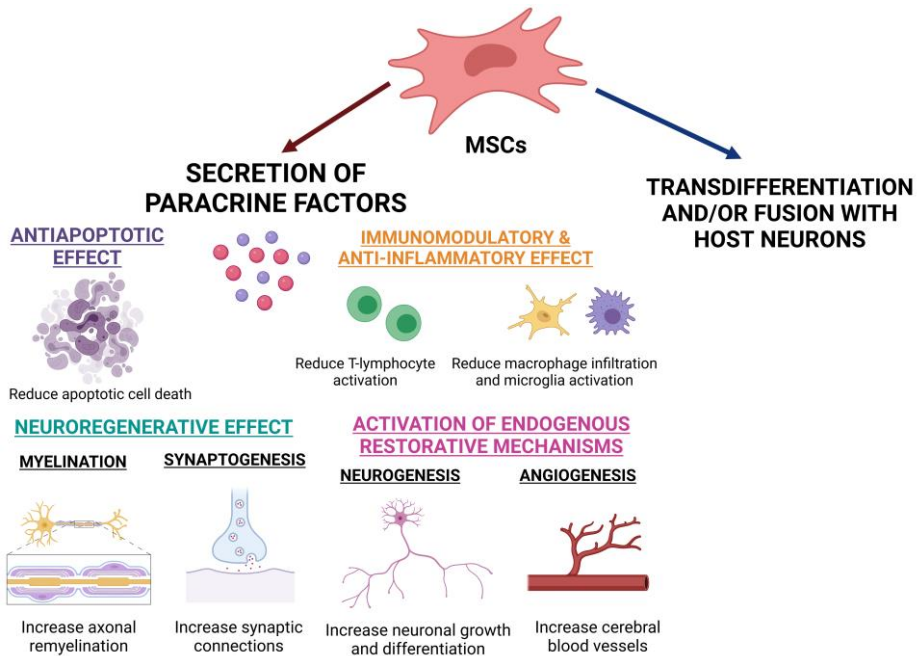 MSCs
SECRETION OF
PARACRINE FACTORS
TRANSDIFFERENTIATION
AND/OR FUSION WITH
HOST NEURONS
ANTIAPOPTOTIC
EFFECT
Reduce apoptotic cell death
IMMUNOMODULATORY &
ANTI-INFLAMMATORY EFFECT
Reduce T-lymphocyte
activation
Reduce macrophage infiltration
and microglia activation
NEUROREGENERATIVE EFFECT
MYELINATION
Increase axonal
remyelination
SYNAPTOGENESIS
Increase synaptic
connections
ACTIVATION OF ENDOGENOUS
RESTORATIVE MECHANISMS
NEUROGENESIS
Increase neuronal growth
and differentiation
ANGIOGENESIS
Increase cerebral
blood vessels